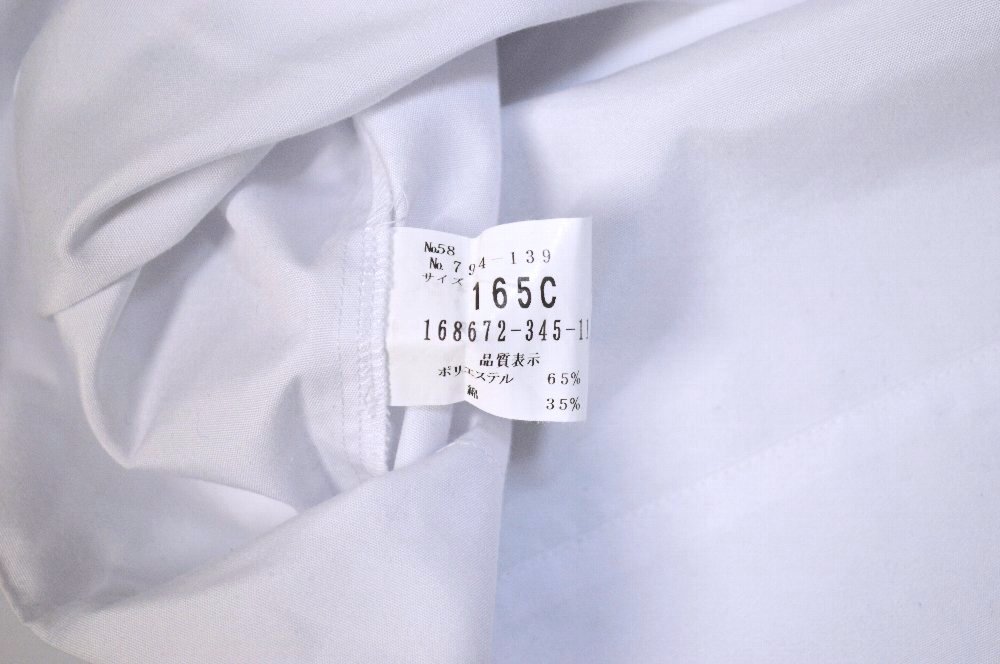 №58
№ 794-139
サイズ 165C
168672-345-11
品質表示
ポリエステル 65%
綿 35%